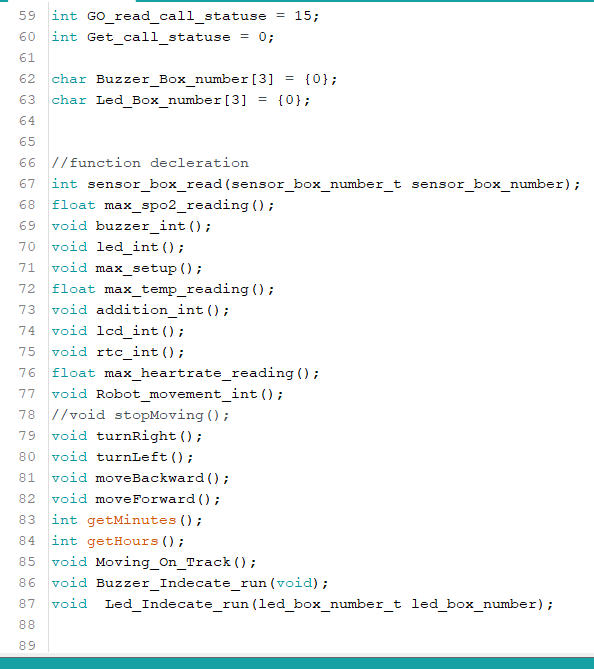 59 int GO_read_call_statuse = 15;
60 int Get_call_statuse = 0;
61
62 char Buzzer_Box_number[3] = {0};
63 char Led_Box_number[3] = {0};
64
65
66 //function decleration
67 int sensor_box_read(sensor_box_number_t sensor_box_number);
68 float max_spo2_reading();
69 void buzzer_int();
70 void led_int();
71 void max_setup();
72 float max_temp_reading();
73 void addition_int();
74 void lcd_int();
75 void rtc_int();
76 float max_heartrate_reading();
77 void Robot_movement_int();
78 //void stopMoving();
79 void turnRight();
80 void turnLeft();
81 void moveBackward();
82 void moveForward();
83 int getMinutes();
84 int getHours();
85 void Moving_On_Track();
86 void Buzzer_Indecate_run(void);
87 void  Led_Indecate_run(led_box_number_t led_box_number);
88
89